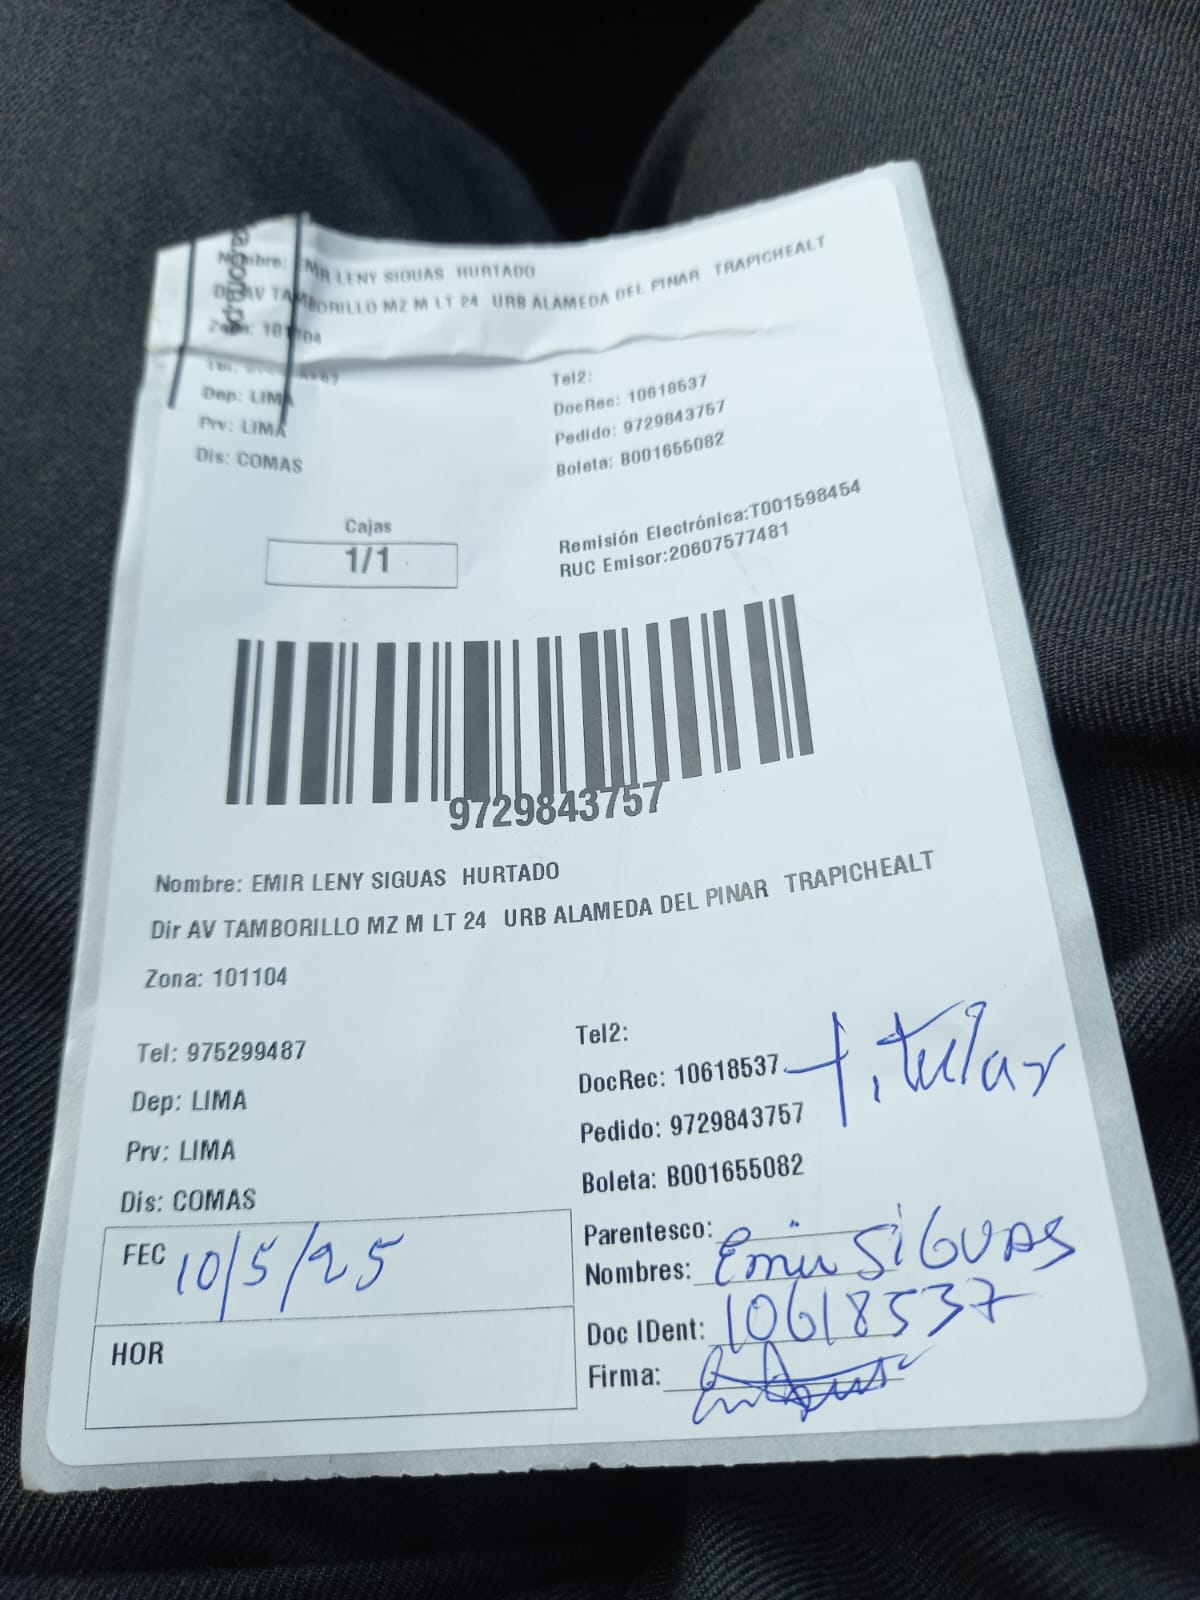 Nombre: EMIR LENY SIGUAS HURTADO
Dir AV TAMBORILLO MZ M LT 24 URB ALAMEDA DEL PINAR TRAPICHEALT
Zona: 101104
Tel:
Dep: LIMA
Prv: LIMA
Dis: COMAS
Tel2:
DocRec: 10618537
Pedido: 9729843757
Boleta: B001655082
Cajas
1/1
Remisión Electrónica:T001598454
RUC Emisor:20607577481
9729843757
Nombre: EMIR LENY SIGUAS HURTADO
Dir AV TAMBORILLO MZ M LT 24 URB ALAMEDA DEL PINAR TRAPICHEALT
Zona: 101104
Tel: 975299487
Dep: LIMA
Prv: LIMA
Dis: COMAS
Tel2:
DocRec: 10618537 titular
Pedido: 9729843757
Boleta: B001655082
FEC 10/5/25
HOR
Parentesco:
Nombres: Emir SiGUAS
Doc IDent: 10618537
Firma: